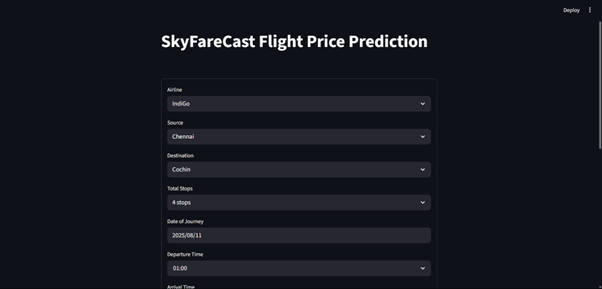 Deploy
SkyFareCast Flight Price Prediction
Airline
IndiGo
Source
Chennai
Destination
Cochin
Total Stops
4 stops
Date of Journey
2025/08/11
Departure Time
01:00
Arrival Time